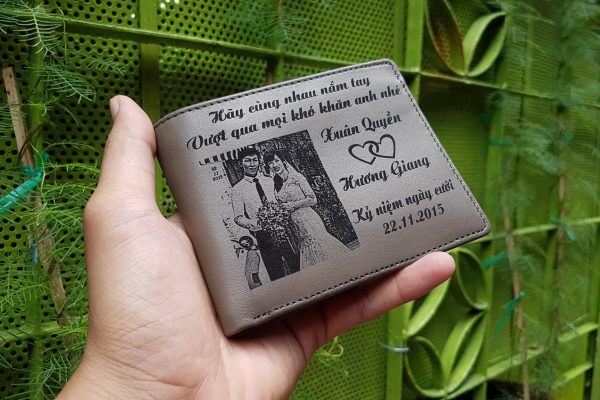 Hãy cùng nhau nắm tay
Vượt qua mọi khó khăn anh nhé
Xuân Quyền
Hương Giang
Kỷ niệm ngày cưới
22.11.2015